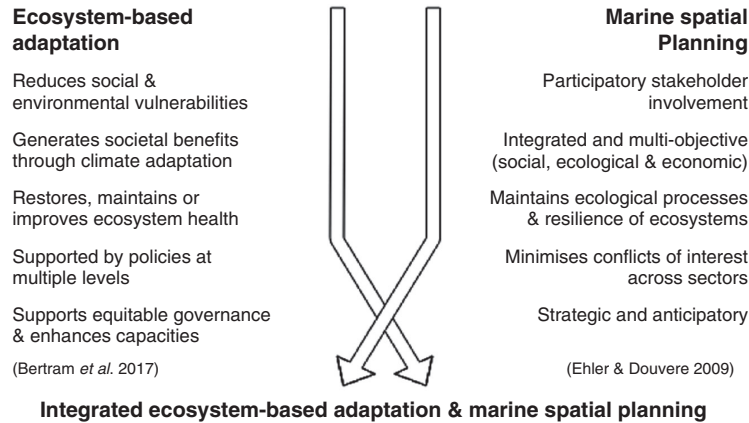 Ecosystem-based
adaptation
Reduces social &
environmental vulnerabilities
Generates societal benefits
through climate adaptation
Restores, maintains or
improves ecosystem health
Supported by policies at
multiple levels
Supports equitable governance
& enhances capacities
(Bertram et al. 2017)
Marine spatial
Planning
Participatory stakeholder
involvement
Integrated and multi-objective
(social, ecological & economic)
Maintains ecological processes
& resilience of ecosystems
Minimises conflicts of interest
across sectors
Strategic and anticipatory
(Ehler & Douvere 2009)
Integrated ecosystem-based adaptation & marine spatial planning